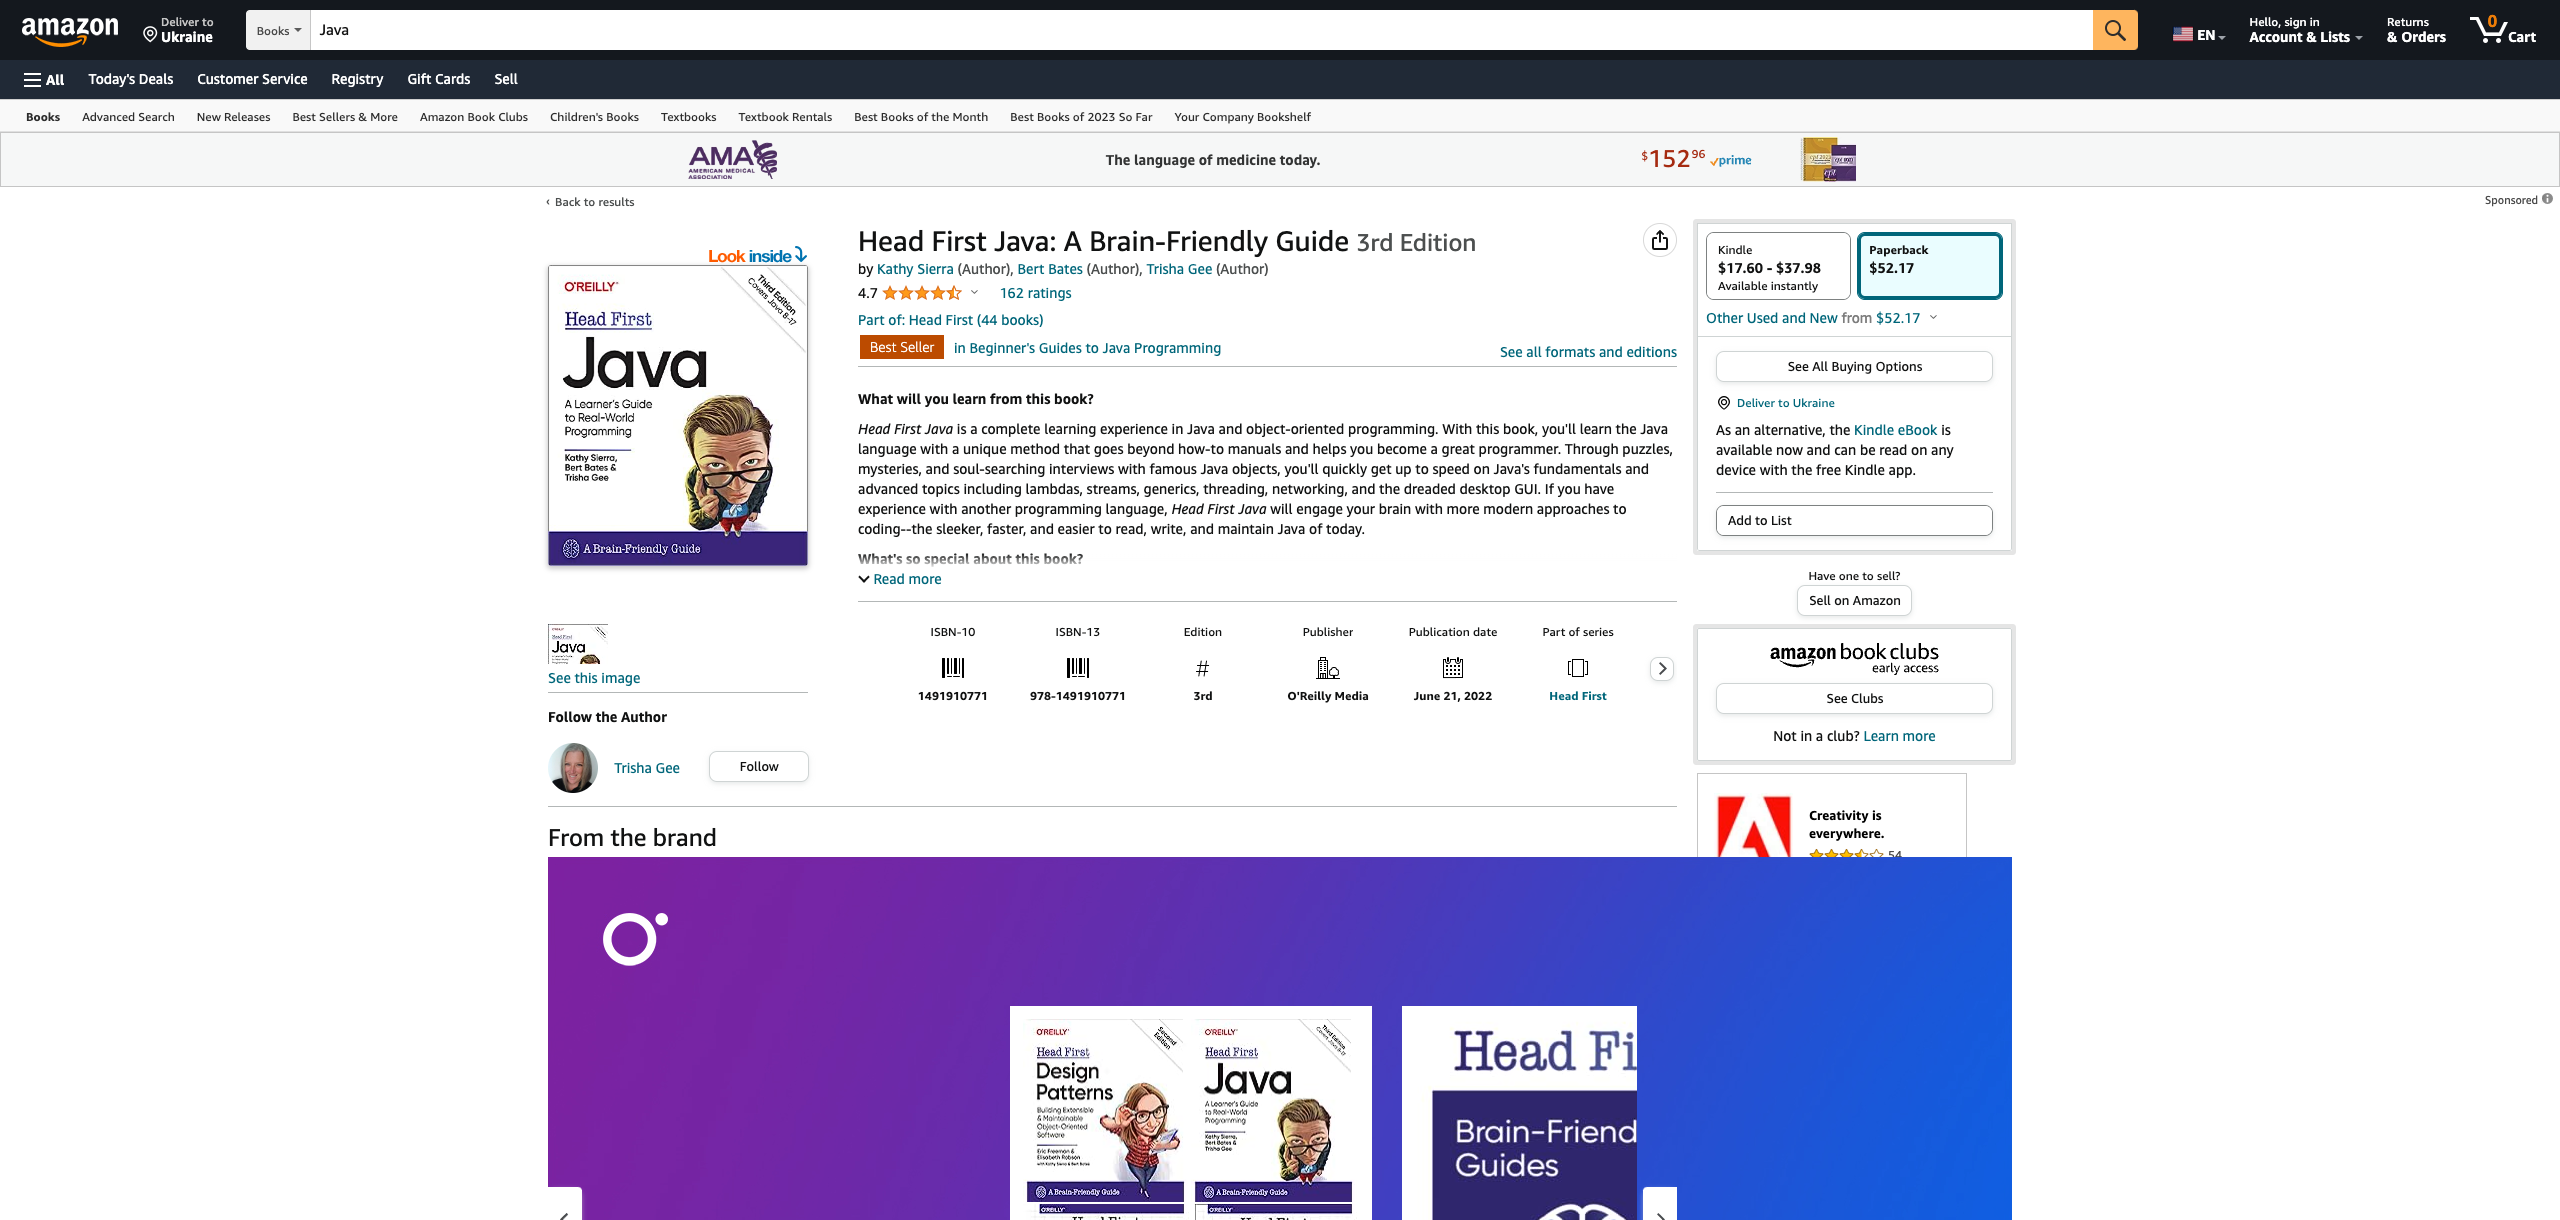 amazon
Deliver to
Ukraine
Books
Java
EN
Hello, sign in
Account & Lists
Returns
& Orders
0
Cart
All
Today's Deals
Customer Service
Registry
Gift Cards
Sell
Books
Advanced Search
New Releases
Best Sellers & More
Amazon Book Clubs
Children's Books
Textbooks
Textbook Rentals
Best Books of the Month
Best Books of 2023 So Far
Your Company Bookshelf
AMA
AMERICAN MEDICAL
ASSOCIATION
The language of medicine today.
$152 96 prime
‹ Back to results
Sponsored
Look inside
O'REILLY
Third Edition
Covers Java 8-17
Head First
Java
A Learner's Guide
to Real-World
Programming
Kathy Sierra,
Bert Bates &
Trisha Gee
A Brain-Friendly Guide
See this image
Follow the Author
Trisha Gee
Follow
Head First Java: A Brain-Friendly Guide 3rd Edition
by Kathy Sierra (Author), Bert Bates (Author), Trisha Gee (Author)
4.7
162 ratings
Part of: Head First (44 books)
Best Seller
in Beginner's Guides to Java Programming
See all formats and editions
What will you learn from this book?
Head First Java is a complete learning experience in Java and object-oriented programming. With this book, you'll learn the Java
language with a unique method that goes beyond how-to manuals and helps you become a great programmer. Through puzzles,
mysteries, and soul-searching interviews with famous Java objects, you'll quickly get up to speed on Java's fundamentals and
advanced topics including lambdas, streams, generics, threading, networking, and the dreaded desktop GUI. If you have
experience with another programming language, Head First Java will engage your brain with more modern approaches to
coding--the sleeker, faster, and easier to read, write, and maintain Java of today.
What's so special about this book?
Read more
ISBN-10
1491910771
ISBN-13
978-1491910771
Edition
#
3rd
Publisher
O'Reilly Media
Publication date
June 21, 2022
Part of series
Head First
Kindle
$17.60 - $37.98
Available instantly
Paperback
$52.17
Other Used and New from $52.17
See All Buying Options
Deliver to Ukraine
As an alternative, the Kindle eBook is
available now and can be read on any
device with the free Kindle app.
Add to List
Have one to sell?
Sell on Amazon
amazon book clubs
early access
See Clubs
Not in a club? Learn more
Creativity is
everywhere.
54
From the brand
O'REILLY
Second
Edition
Head First
Design
Patterns
Building Extensible
& Maintainable
Object-Oriented
Software
Eric Freeman &
Elisabeth Robson
with Kathy Sierra & Bert Bates
A Brain-Friendly Guide
O'REILLY
Third Edition
Covers Java 8-17
Head First
Java
A Learner's Guide
to Real-World
Programming
Kathy Sierra,
Bert Bates &
Trisha Gee
A Brain-Friendly Guide
O'REILLY
O'REILLY
Head Fi
Brain-Friend
Guides